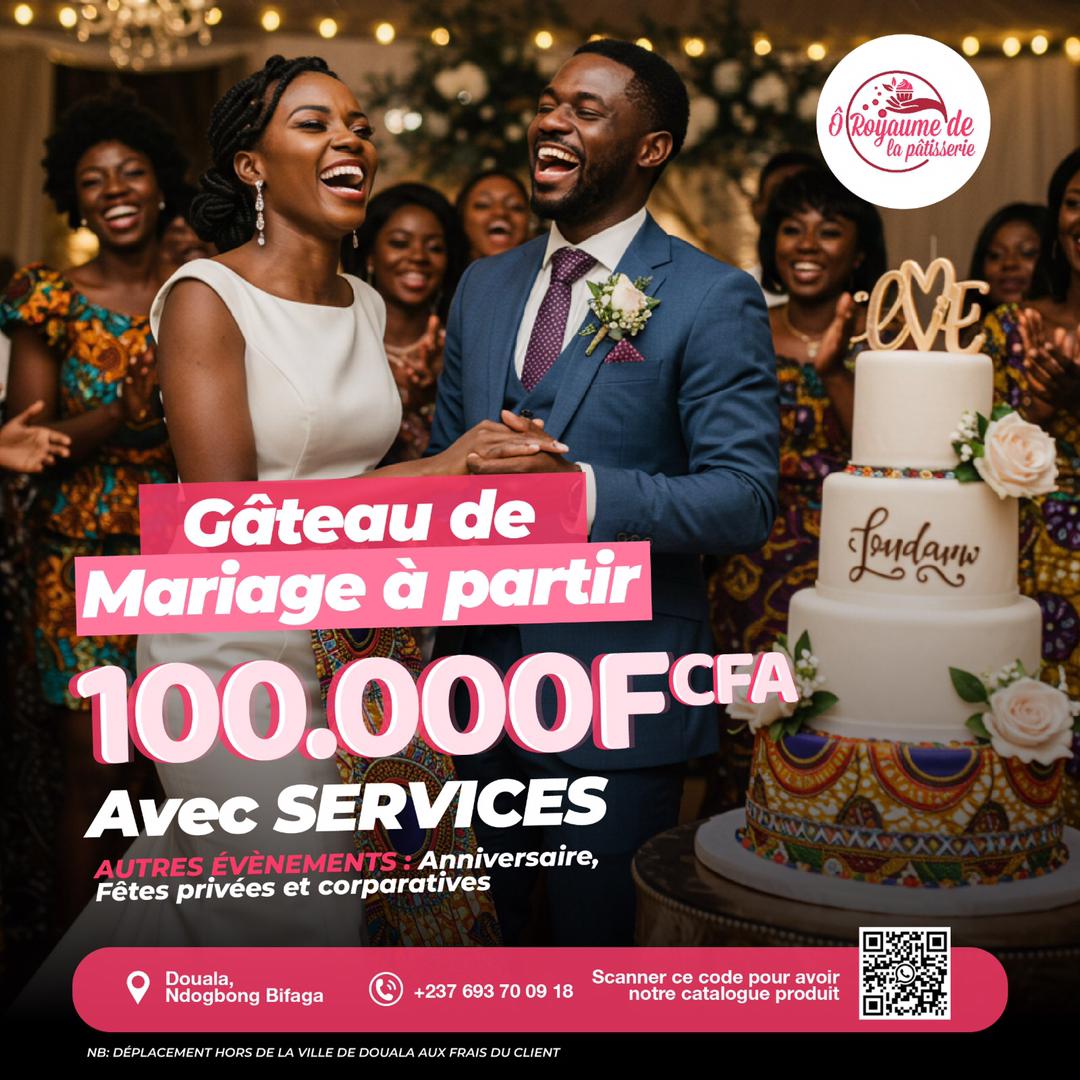 Ô Royaume de
la pâtisserie
LOVE
Gâteau de
Mariage à partir
100.000F CFA
Avec SERVICES
AUTRES ÉVÈNEMENTS : Anniversaire,
Fêtes privées et corparatives
Douala,
Ndogbong Bifaga
+237 693 70 09 18
Scanner ce code pour avoir
notre catalogue produit
NB: DÉPLACEMENT HORS DE LA VILLE DE DOUALA AUX FRAIS DU CLIENT